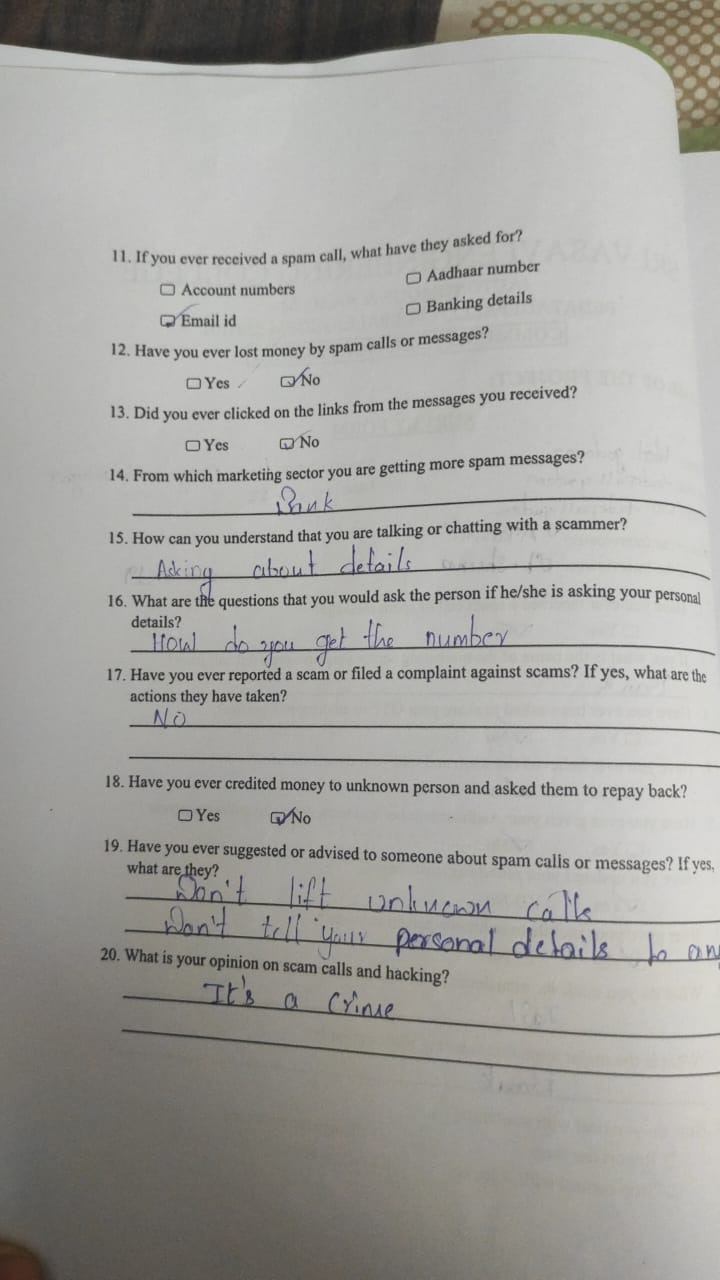 11. If you ever received a spam call, what have they asked for?
Account numbers Aadhaar number
Email id Banking details
12. Have you ever lost money by spam calls or messages?
Yes No
13. Did you ever clicked on the links from the messages you received?
Yes No
14. From which marketing sector you are getting more spam messages?
Bank
15. How can you understand that you are talking or chatting with a scammer?
Asking about details
16. What are the questions that you would ask the person if he/she is asking your personal
details?
How do you get the number
17. Have you ever reported a scam or filed a complaint against scams? If yes, what are the
actions they have taken?
No
18. Have you ever credited money to unknown person and asked them to repay back?
Yes No
19. Have you ever suggested or advised to someone about spam calls or messages? If yes,
what are they?
Don't lift unknown calls
Don't tell your personal details to an
20. What is your opinion on scam calls and hacking?
It's a crime